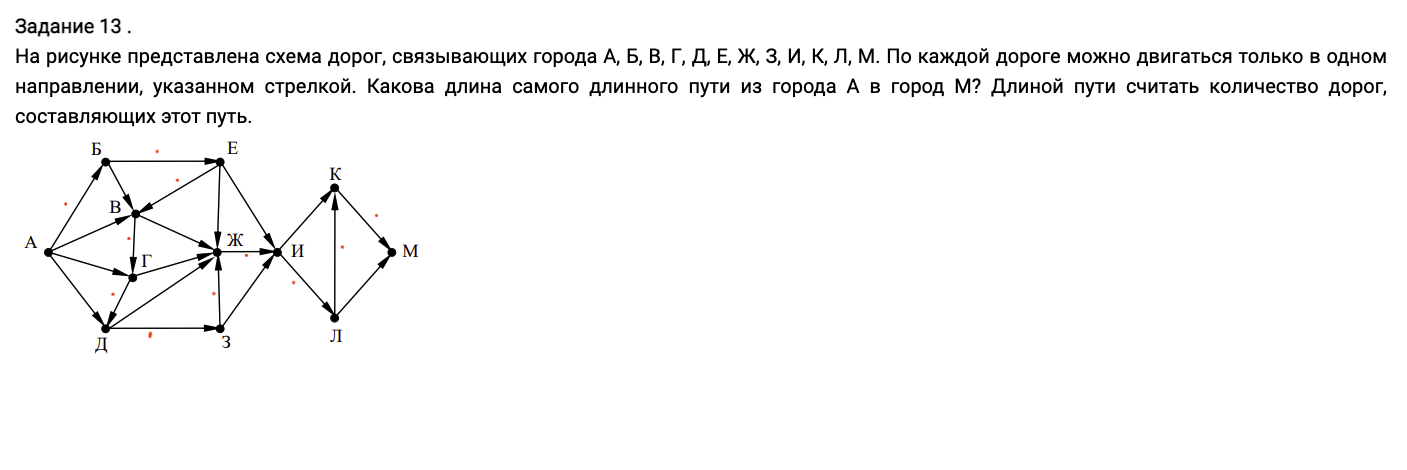 Задание 13 .
На рисунке представлена схема дорог, связывающих города А, Б, В, Г, Д, Е, Ж, З, И, К, Л, М. По каждой дороге можно двигаться только в одном
направлении, указанном стрелкой. Какова длина самого длинного пути из города А в город М? Длиной пути считать количество дорог,
составляющих этот путь.
Б
Е
К
В
А
Ж
И
М
Г
Д
З
Л